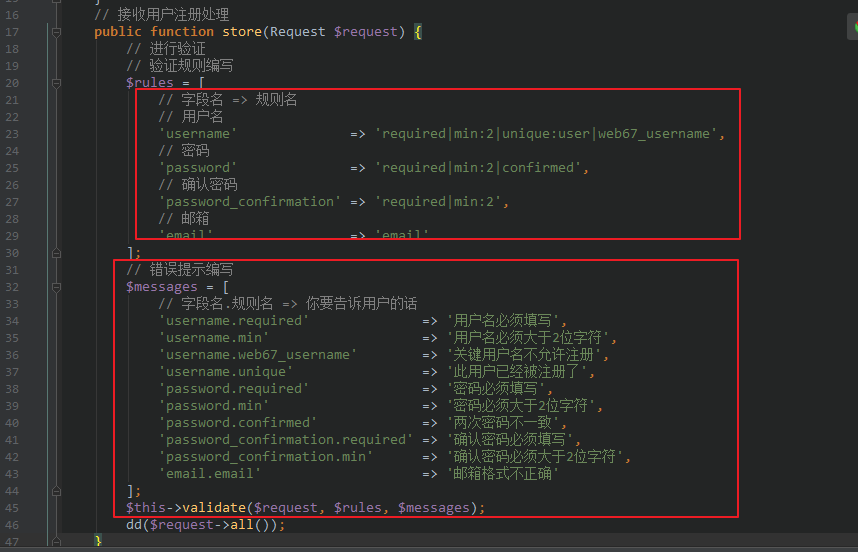 15 }
16 // 接收用户注册处理
17 public function store(Request $request) {
18 // 进行验证
19 // 验证规则编写
20 $rules = [
21 // 字段名 => 规则名
22 // 用户名
23 'username' => 'required|min:2|unique:user|web67_username',
24 // 密码
25 'password' => 'required|min:2|confirmed',
26 // 确认密码
27 'password_confirmation' => 'required|min:2',
28 // 邮箱
29 'email' => 'email'
30 ];
31 // 错误提示编写
32 $messages = [
33 // 字段名.规则名 => 你要告诉用户的话
34 'username.required' => '用户名必须填写',
35 'username.min' => '用户名必须大于2位字符',
36 'username.web67_username' => '关键用户名不允许注册',
37 'username.unique' => '此用户已经被注册了',
38 'password.required' => '密码必须填写',
39 'password.min' => '密码必须大于2位字符',
40 'password.confirmed' => '两次密码不一致',
41 'password_confirmation.required' => '确认密码必须填写',
42 'password_confirmation.min' => '确认密码必须大于2位字符',
43 'email.email' => '邮箱格式不正确'
44 ];
45 $this->validate($request, $rules, $messages);
46 dd($request->all());
47 }